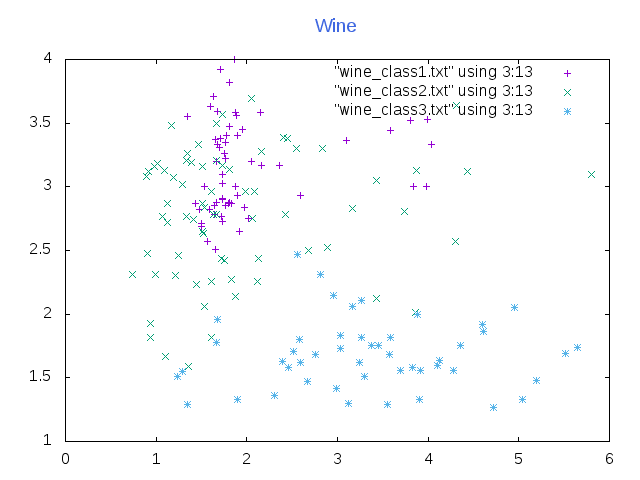 Wine
4
3.5
3
2.5
2
1.5
1
0 1 2 3 4 5 6
"wine_class1.txt" using 3:13
"wine_class2.txt" using 3:13
"wine_class3.txt" using 3:13